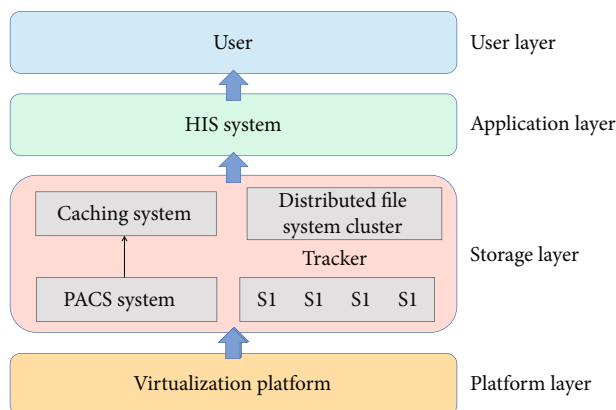 User
User layer
HIS system
Application layer
Caching system
Distributed file
system cluster
Tracker
Storage layer
PACS system
S1 S1 S1 S1
Virtualization platform
Platform layer